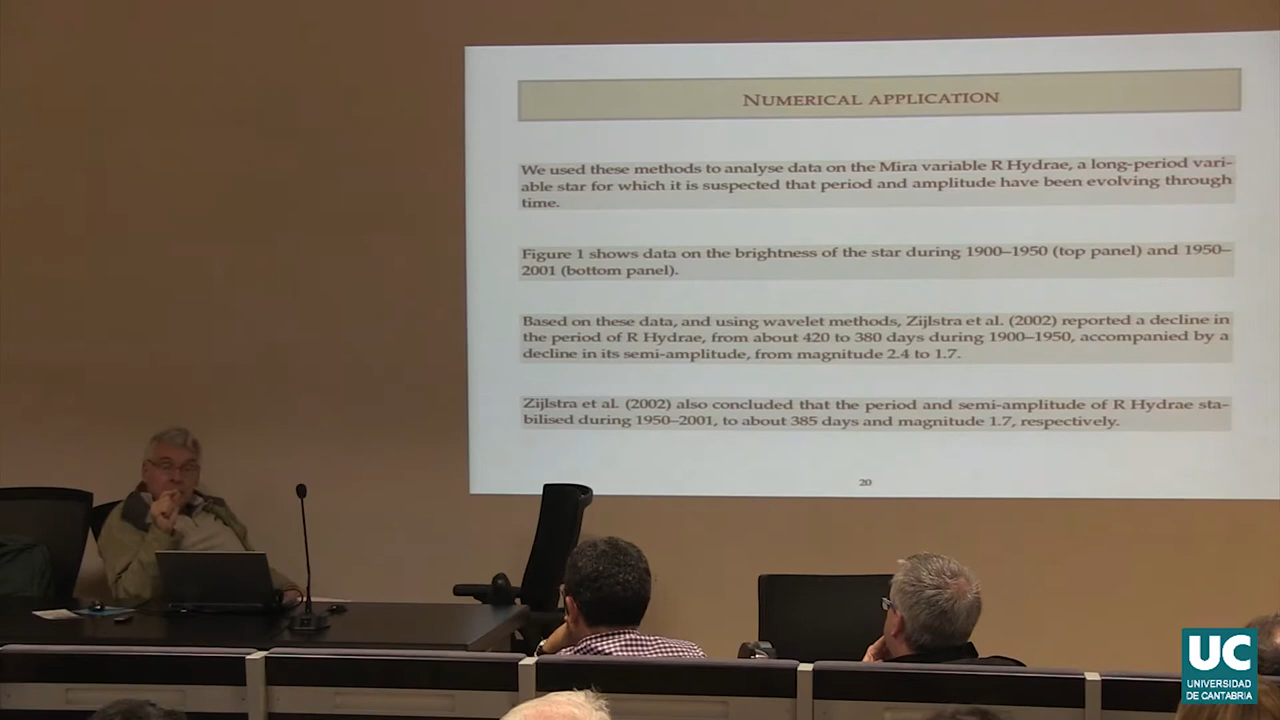 NUMERICAL APPLICATION
We used these methods to analyse data on the Mira variable R Hydrae, a long-period vari-
able star for which it is suspected that period and amplitude have been evolving through
time.
Figure 1 shows data on the brightness of the star during 1900–1950 (top panel) and 1950–
2001 (bottom panel).
Based on these data, and using wavelet methods, Zijlstra et al. (2002) reported a decline in
the period of R Hydrae, from about 420 to 380 days during 1900–1950, accompanied by a
decline in its semi-amplitude, from magnitude 2.4 to 1.7.
Zijlstra et al. (2002) also concluded that the period and semi-amplitude of R Hydrae sta-
bilised during 1950–2001, to about 385 days and magnitude 1.7, respectively.
20
UC
UNIVERSIDAD
DE CANTABRIA